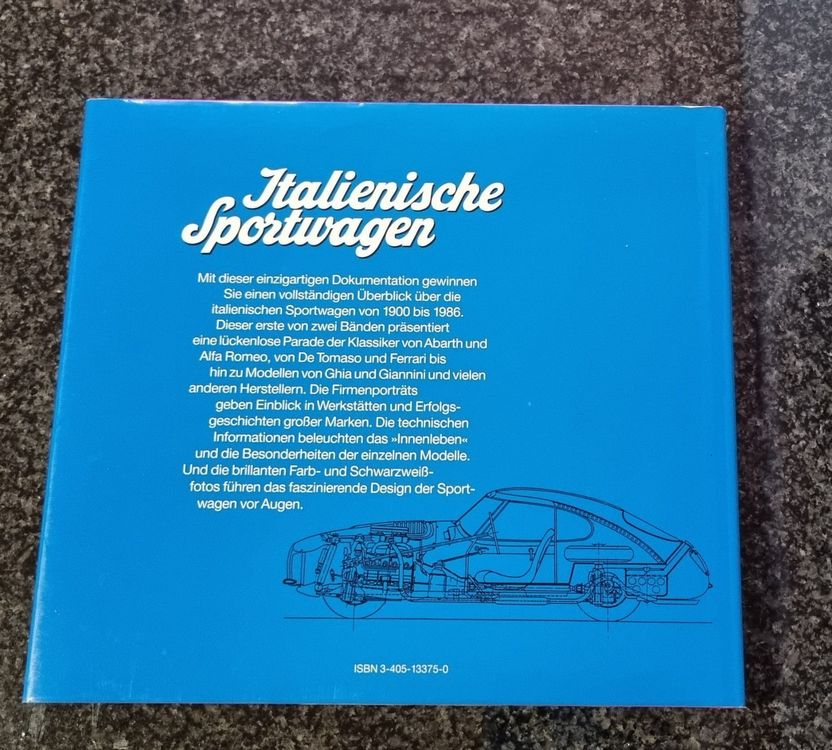 Italienische
Sportwagen
Mit dieser einzigartigen Dokumentation gewinnen
Sie einen vollständigen Überblick über die
italienischen Sportwagen von 1900 bis 1986.
Dieser erste von zwei Bänden präsentiert
eine lückenlose Parade der Klassiker von Abarth und
Alfa Romeo, von De Tomaso und Ferrari bis
hin zu Modellen von Ghia und Giannini und vielen
anderen Herstellern. Die Firmenporträts
geben Einblick in Werkstätten und Erfolgs-
geschichten großer Marken. Die technischen
Informationen beleuchten das »Innenleben«
und die Besonderheiten der einzelnen Modelle.
Und die brillanten Farb- und Schwarzweiß-
fotos führen das faszinierende Design der Sport-
wagen vor Augen.
ISBN 3-405-13375-0